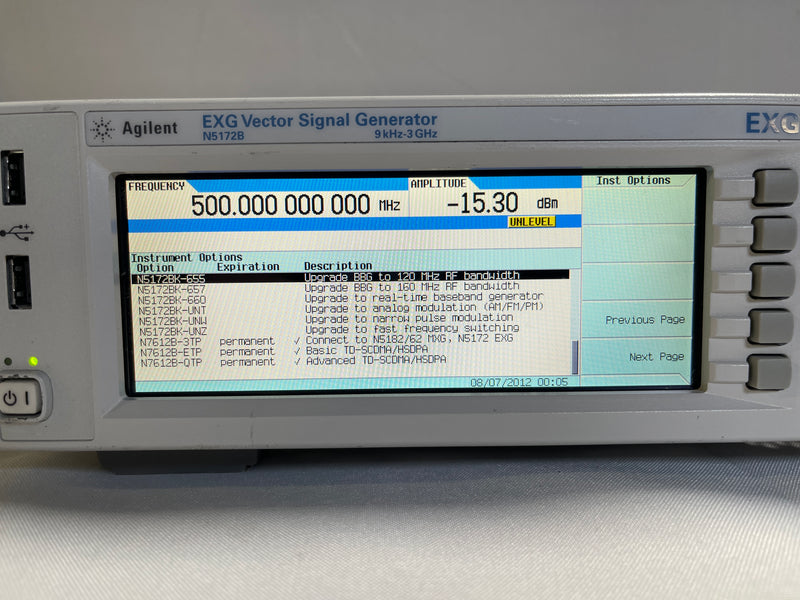 Agilent
EXG Vector Signal Generator
N5172B 9 kHz-3 GHz
EXG
FREQUENCY
500.000 000 000 MHz
AMPLITUDE
-15.30 dBm
UNLEVEL
Inst Options
Instrument Options
Option Expiration Description
N5172BK-655 Upgrade BBG to 120 MHz RF bandwidth
N5172BK-657 Upgrade BBG to 160 MHz RF bandwidth
N5172BK-660 Upgrade to real-time baseband generator
N5172BK-UNT Upgrade to analog modulation (AM/FM/PM)
N5172BK-UNW Upgrade to narrow pulse modulation
N5172BK-UNZ Upgrade to fast frequency switching
N7612B-3TP permanent ✓ Connect to N5182/62 MXG, N5172 EXG
N7612B-ETP permanent ✓ Basic TD-SCDMA/HSDPA
N7612B-QTP permanent ✓ Advanced TD-SCDMA/HSDPA
08/07/2012 00:05
Previous Page
Next Page